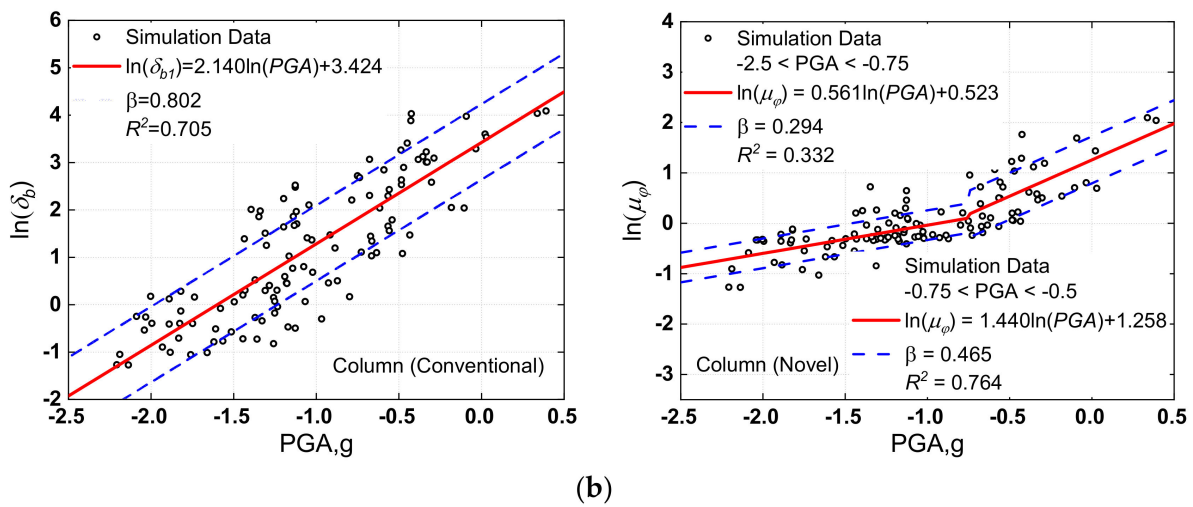 6
5
4
3
2
1
0
-1
-2
ln(δb)
Simulation Data
ln(δb1)=2.140ln(PGA)+3.424
β=0.802
R²=0.705
Column (Conventional)
-2.5 -2.0 -1.5 -1.0 -0.5 0.0 0.5
PGA,g
4
3
2
1
0
-1
-2
-3
ln(μφ)
Simulation Data
-2.5 < PGA < -0.75
ln(μφ) = 0.561ln(PGA)+0.523
β = 0.294
R² = 0.332
Simulation Data
-0.75 < PGA < -0.5
ln(μφ) = 1.440ln(PGA)+1.258
β = 0.465
R² = 0.764
Column (Novel)
-2.5 -2.0 -1.5 -1.0 -0.5 0.0 0.5
PGA,g
(b)